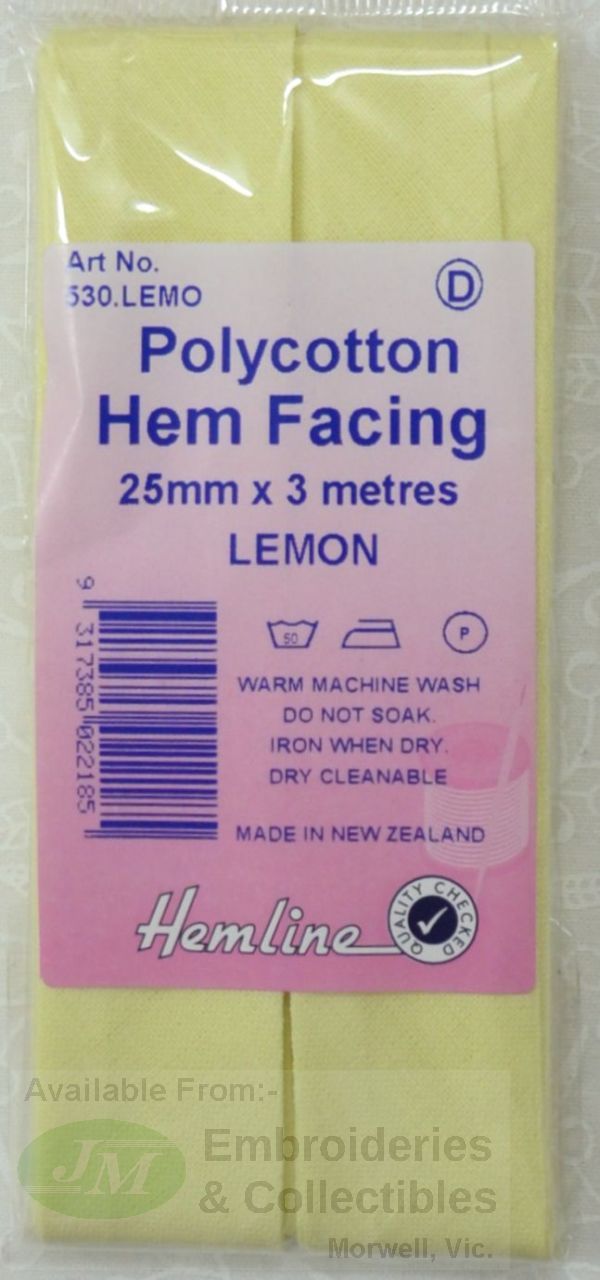 Art No.
530.LEMO
D
Polycotton
Hem Facing
25mm x 3 metres
LEMON
9 317385 022185
50
P
WARM MACHINE WASH
DO NOT SOAK.
IRON WHEN DRY.
DRY CLEANABLE
MADE IN NEW ZEALAND
Hemline
QUALITY CHECKED
Available From:-
JM
Embroideries
& Collectibles
Morwell, Vic.